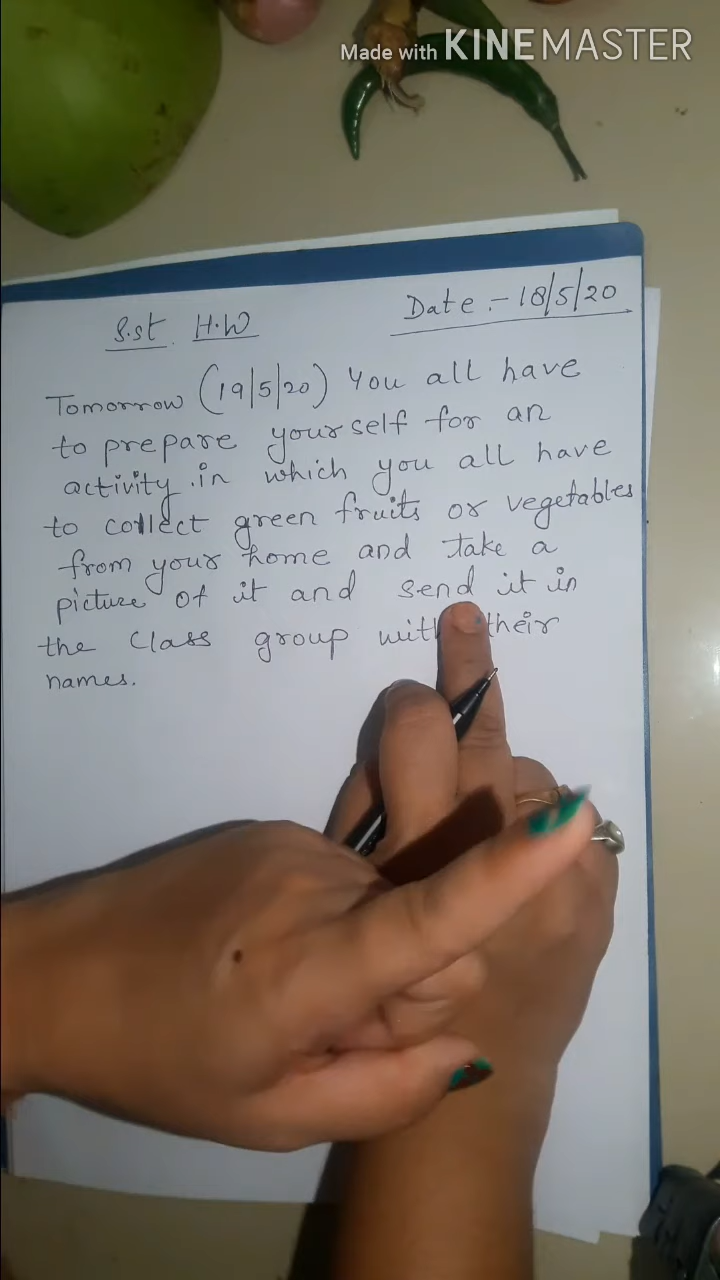 Made with KINEMASTER
S.st H.W Date :- 18/5/20
Tomorrow (19/5/20) You all have
to prepare yourself for an
activity in which you all have
to collect green fruits or vegetables
from your home and take a
picture of it and send it in
the Class group with their
names.